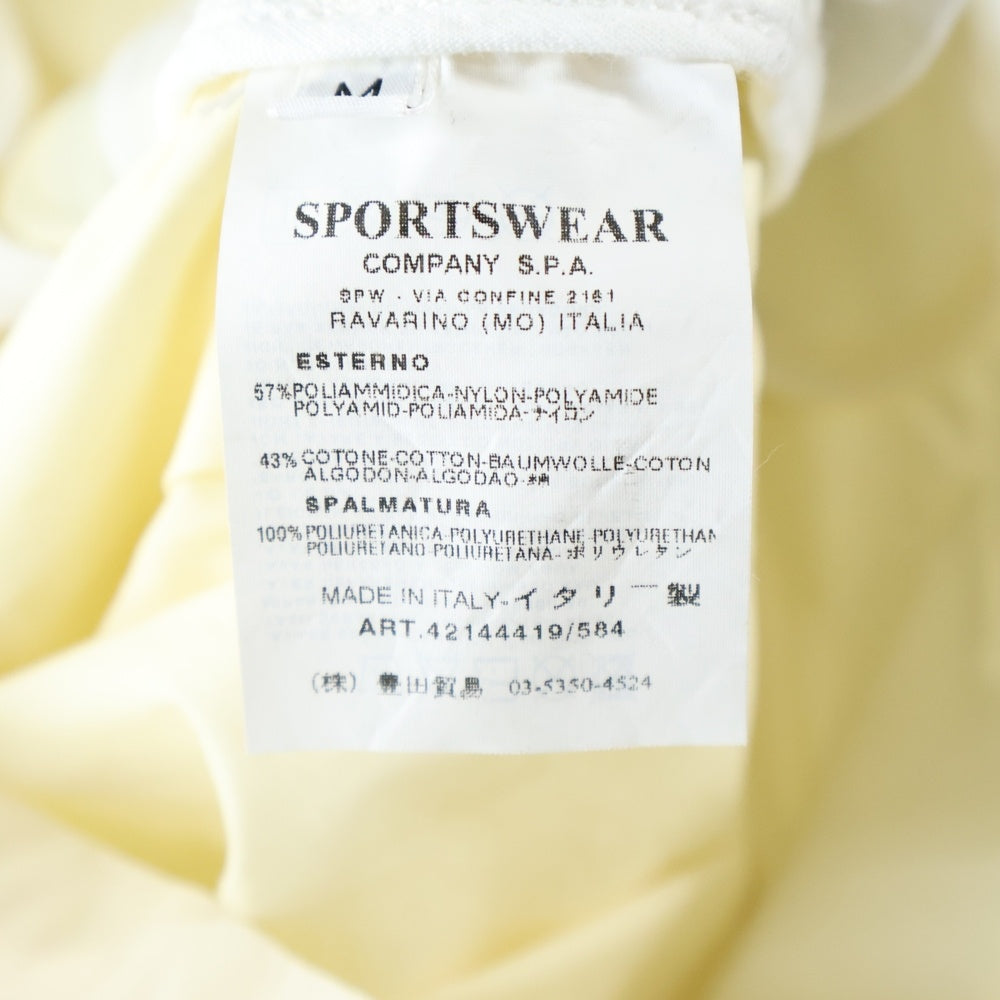 M
SPORTSWEAR
COMPANY S.P.A.
SPW - VIA CONFINE 2161
RAVARINO (MO) ITALIA
ESTERNO
57%POLIAMMIDICA-NYLON-POLYAMIDE
POLYAMID-POLIAMIDA-ナイロン
43% COTONE-COTTON-BAUMWOLLE-COTON
ALGODON-ALGODAO-綿
SPALMATURA
100% POLIURETANICA-POLYURETHANE-POLYURETHAN
POLIURETANO-POLIURETANA-ポリウレタン
MADE IN ITALY-イタリー製
ART.42144419/584
(株) 豊田貿易 03-5350-4524